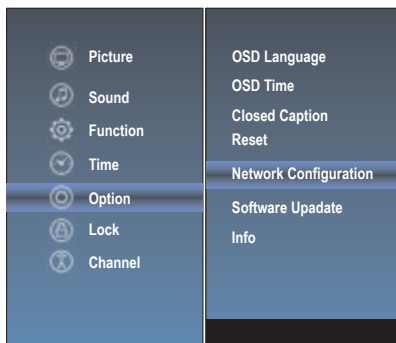 Picture
Sound
Function
Time
Option
Lock
Channel
OSD Language
OSD Time
Closed Caption
Reset
Network Configuration
Software Upadate
Info